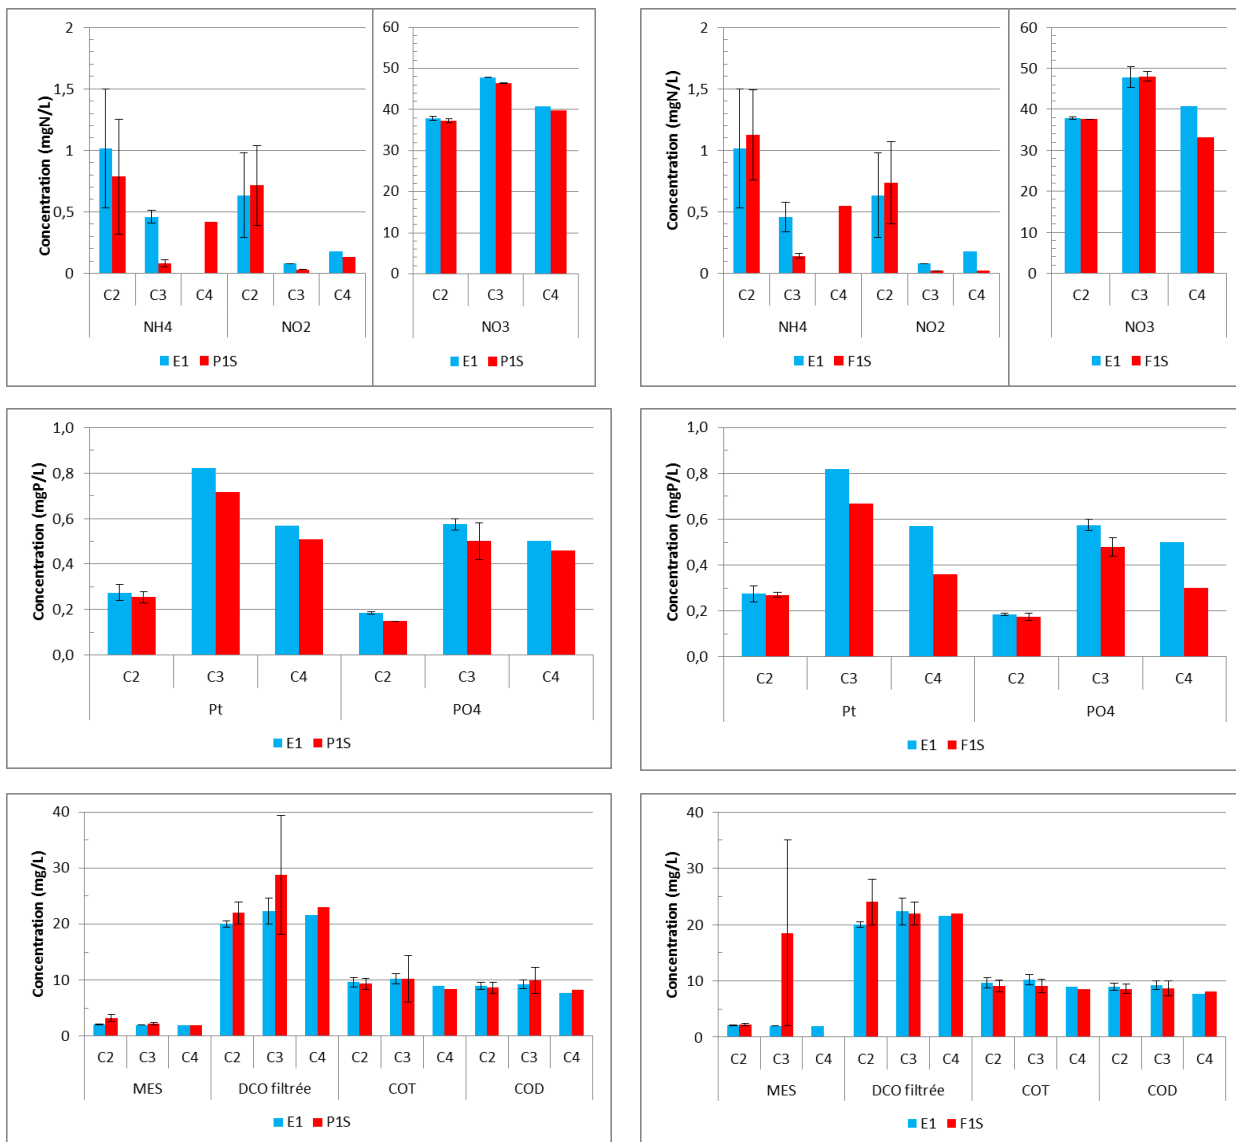 Concentration (mgN/L)
2
1,5
1
0,5
0
C2 C3 C4 C2 C3 C4
NH4 NO2
60
50
40
30
20
10
0
C2 C3 C4
NO3
E1 P1S
Concentration (mgN/L)
2
1,5
1
0,5
0
C2 C3 C4 C2 C3 C4
NH4 NO2
60
50
40
30
20
10
0
C2 C3 C4
NO3
E1 F1S
E1 F1S
E1 P1S
Concentration (mgP/L)
1,0
0,8
0,6
0,4
0,2
0,0
C2 C3 C4 C2 C3 C4
Pt PO4
E1 P1S
Concentration (mgP/L)
1,0
0,8
0,6
0,4
0,2
0,0
C2 C3 C4 C2 C3 C4
Pt PO4
E1 F1S
Concentration (mg/L)
40
30
20
10
0
C2 C3 C4 C2 C3 C4 C2 C3 C4 C2 C3 C4
MES DCO filtrée COT COD
E1 P1S
Concentration (mg/L)
40
30
20
10
0
C2 C3 C4 C2 C3 C4 C2 C3 C4 C2 C3 C4
MES DCO filtrée COT COD
E1 F1S